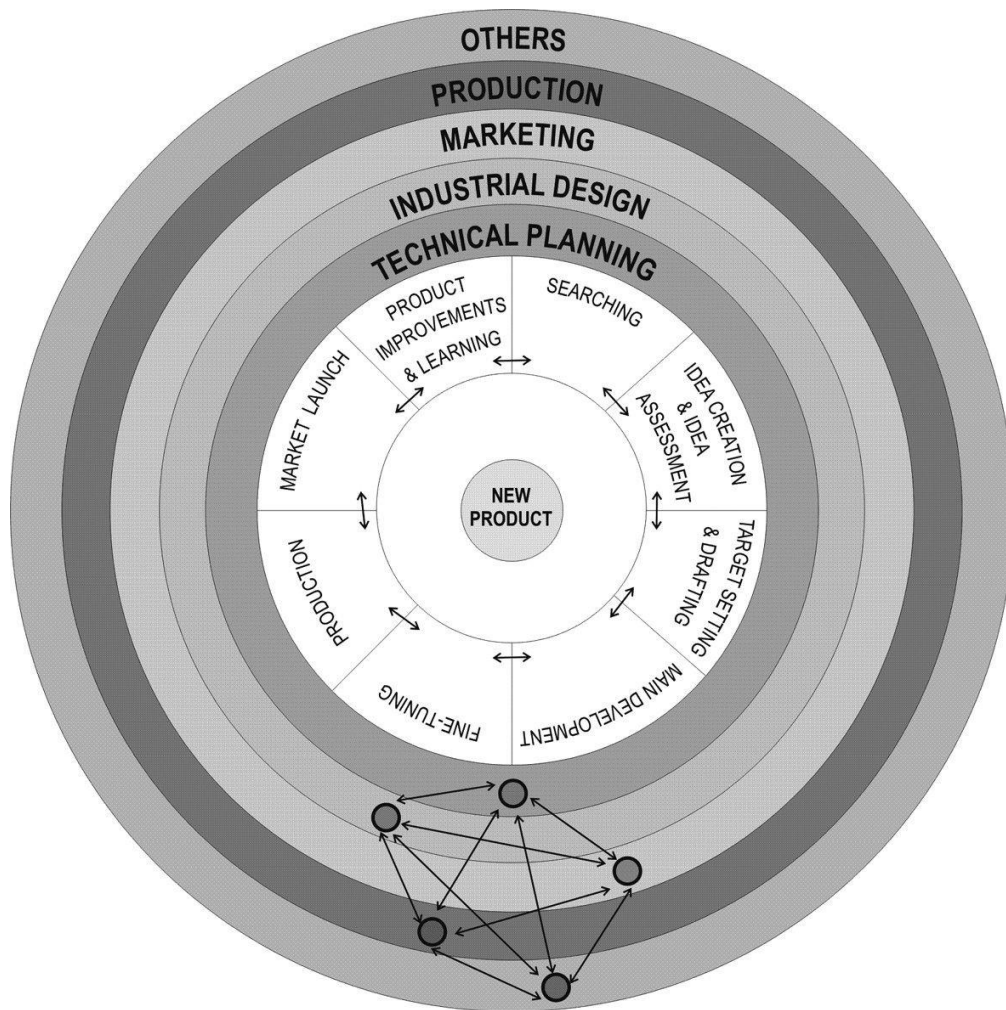 OTHERS
PRODUCTION
MARKETING
INDUSTRIAL DESIGN
TECHNICAL PLANNING
PRODUCT
IMPROVEMENTS
& LEARNING
SEARCHING
IDEA CREATION
& IDEA
ASSESSMENT
TARGET SETTING
& DRAFTING
MAIN DEVELOPMENT
FINE-TUNING
PRODUCTION
MARKET LAUNCH
NEW
PRODUCT